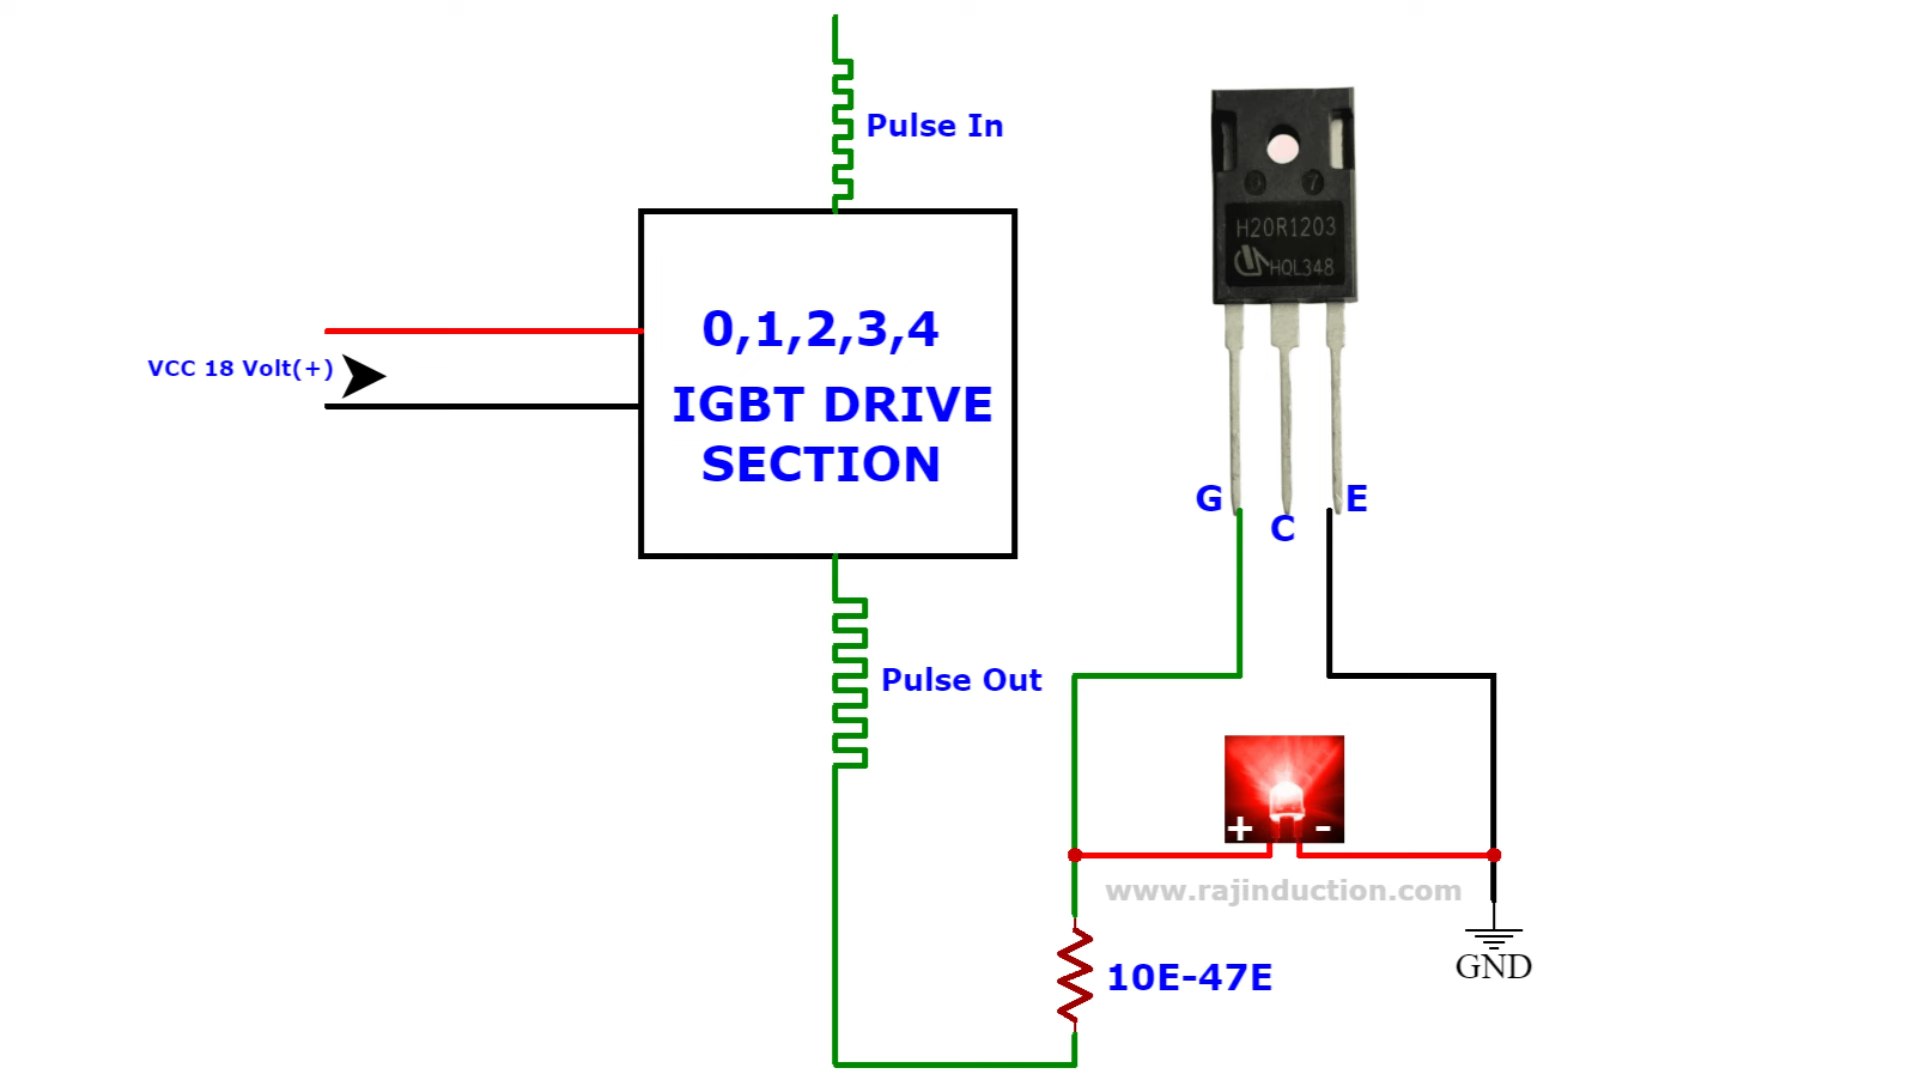 Pulse In
H20R1203
HQL348
0,1,2,3,4
VCC 18 Volt(+)
IGBT DRIVE
SECTION
G
C
E
Pulse Out
+
-
www.rajinduction.com
10E-47E
GND